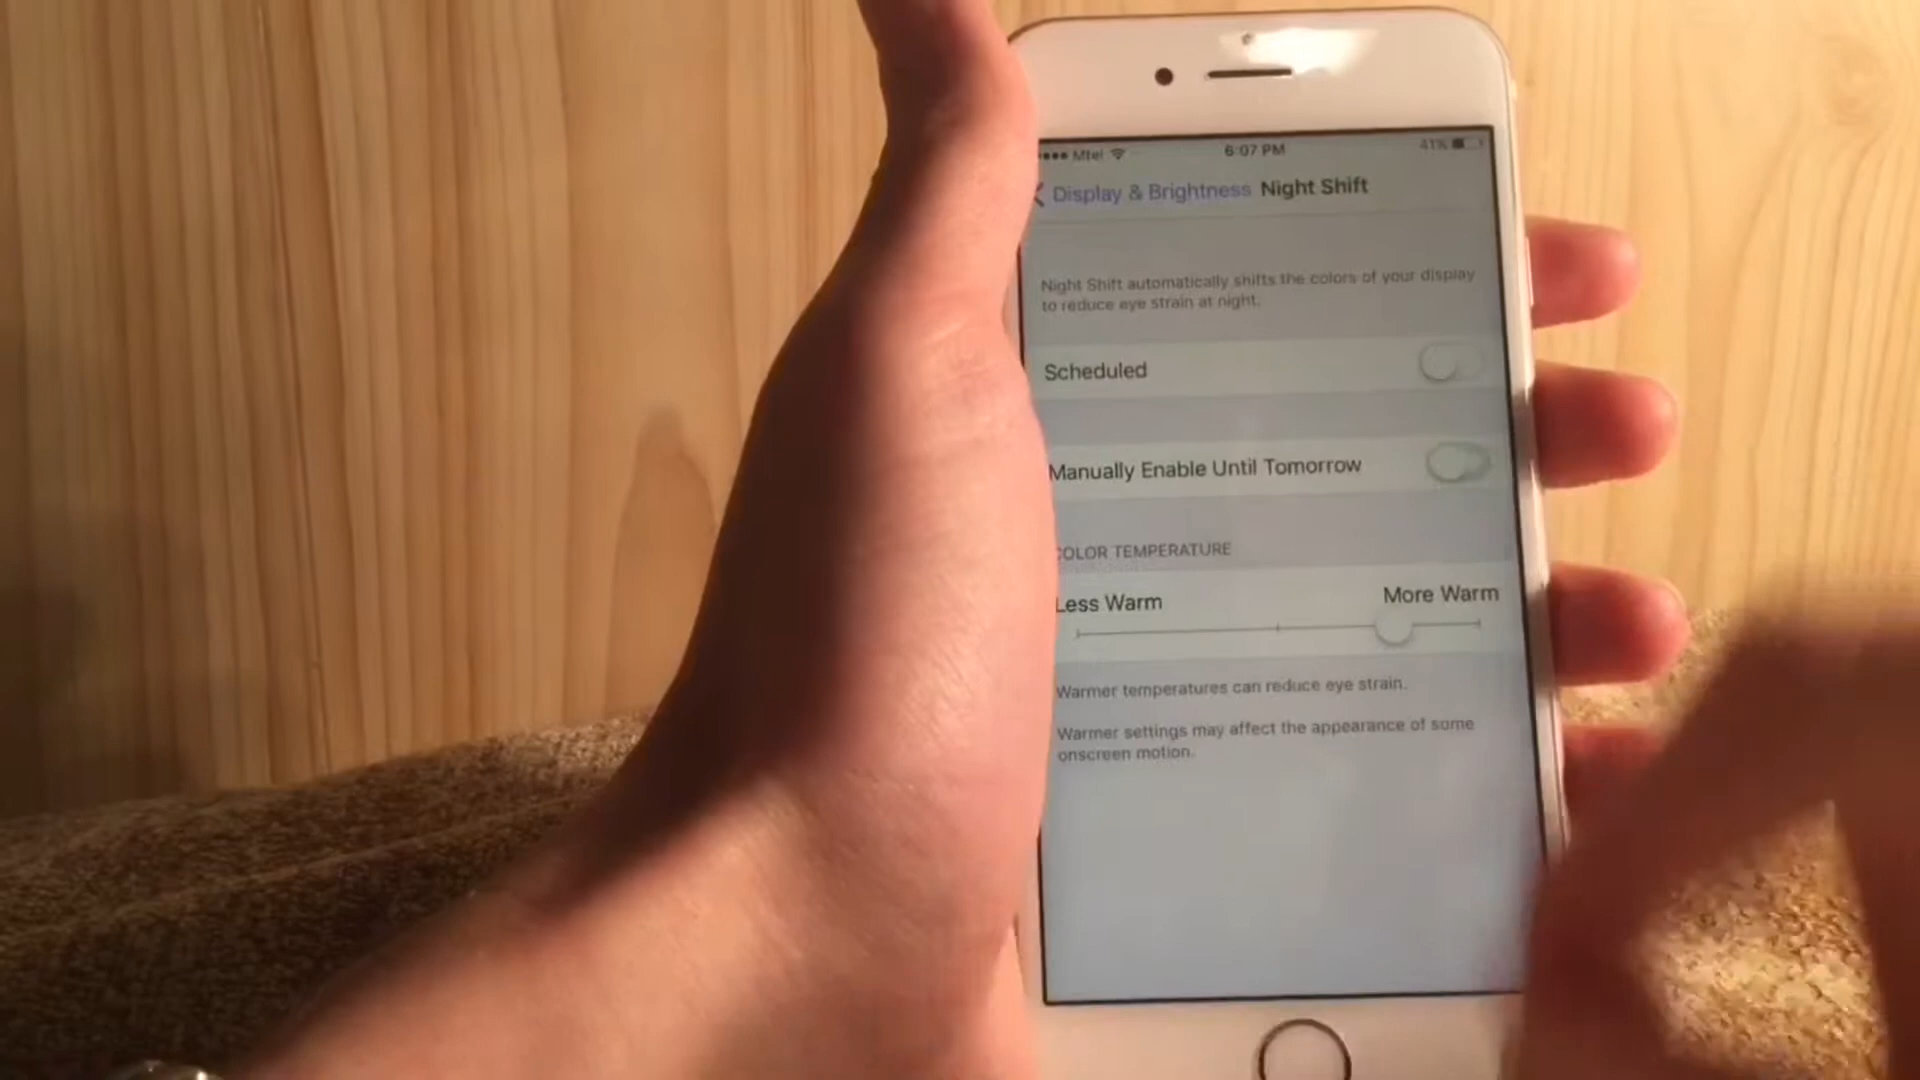 Mtel 6:07 PM 41%
Display & Brightness Night Shift
Night Shift automatically shifts the colors of your display
to reduce eye strain at night.
Scheduled
Manually Enable Until Tomorrow
COLOR TEMPERATURE
Less Warm More Warm
Warmer temperatures can reduce eye strain.
Warmer settings may affect the appearance of some
onscreen motion.